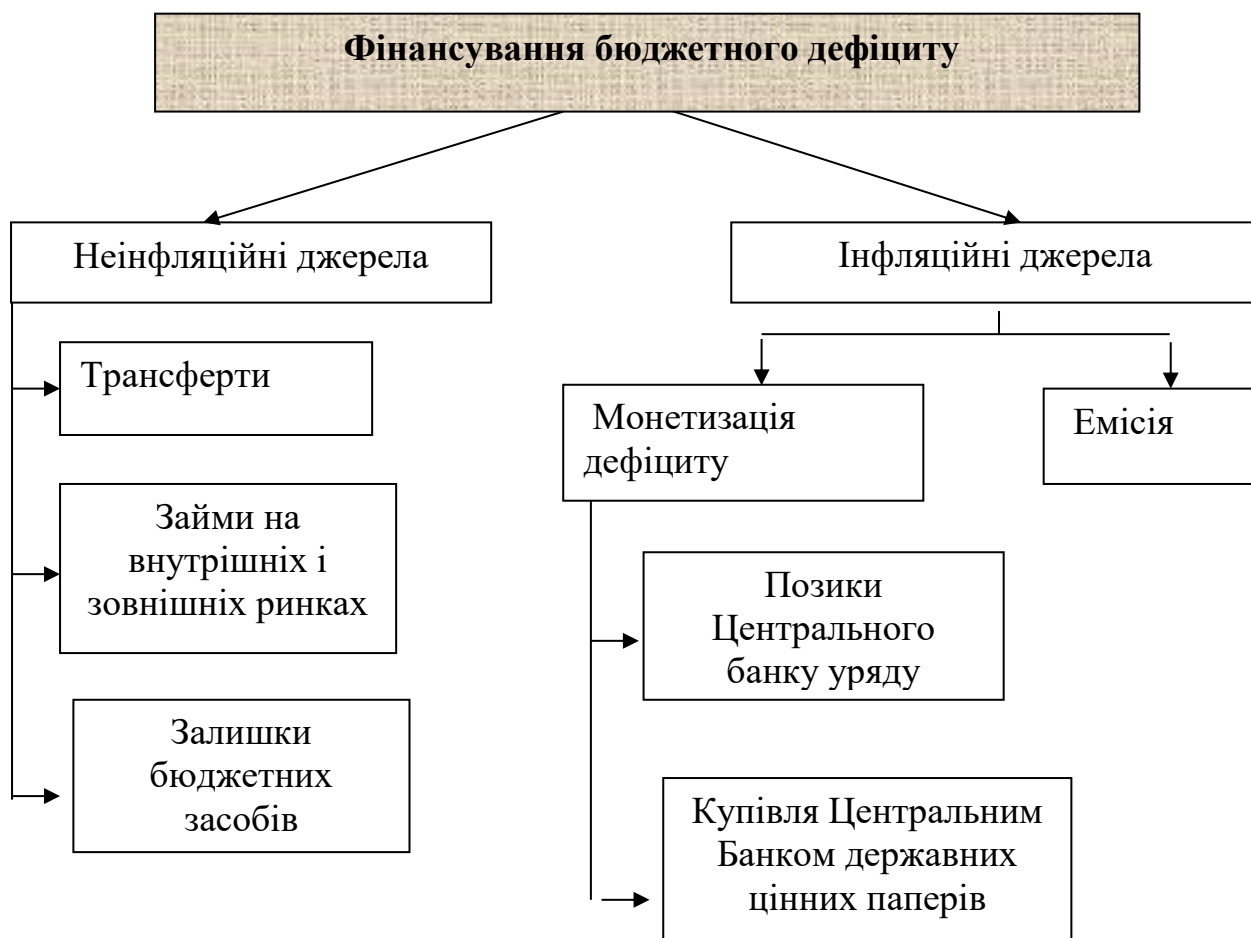 Фінансування бюджетного дефіциту
Неінфляційні джерела
Інфляційні джерела
Трансферти
Займи на
внутрішніх і
зовнішніх ринках
Залишки
бюджетних
засобів
Монетизація
дефіциту
Емісія
Позики
Центрального
банку уряду
Купівля Центральним
Банком державних
цінних паперів